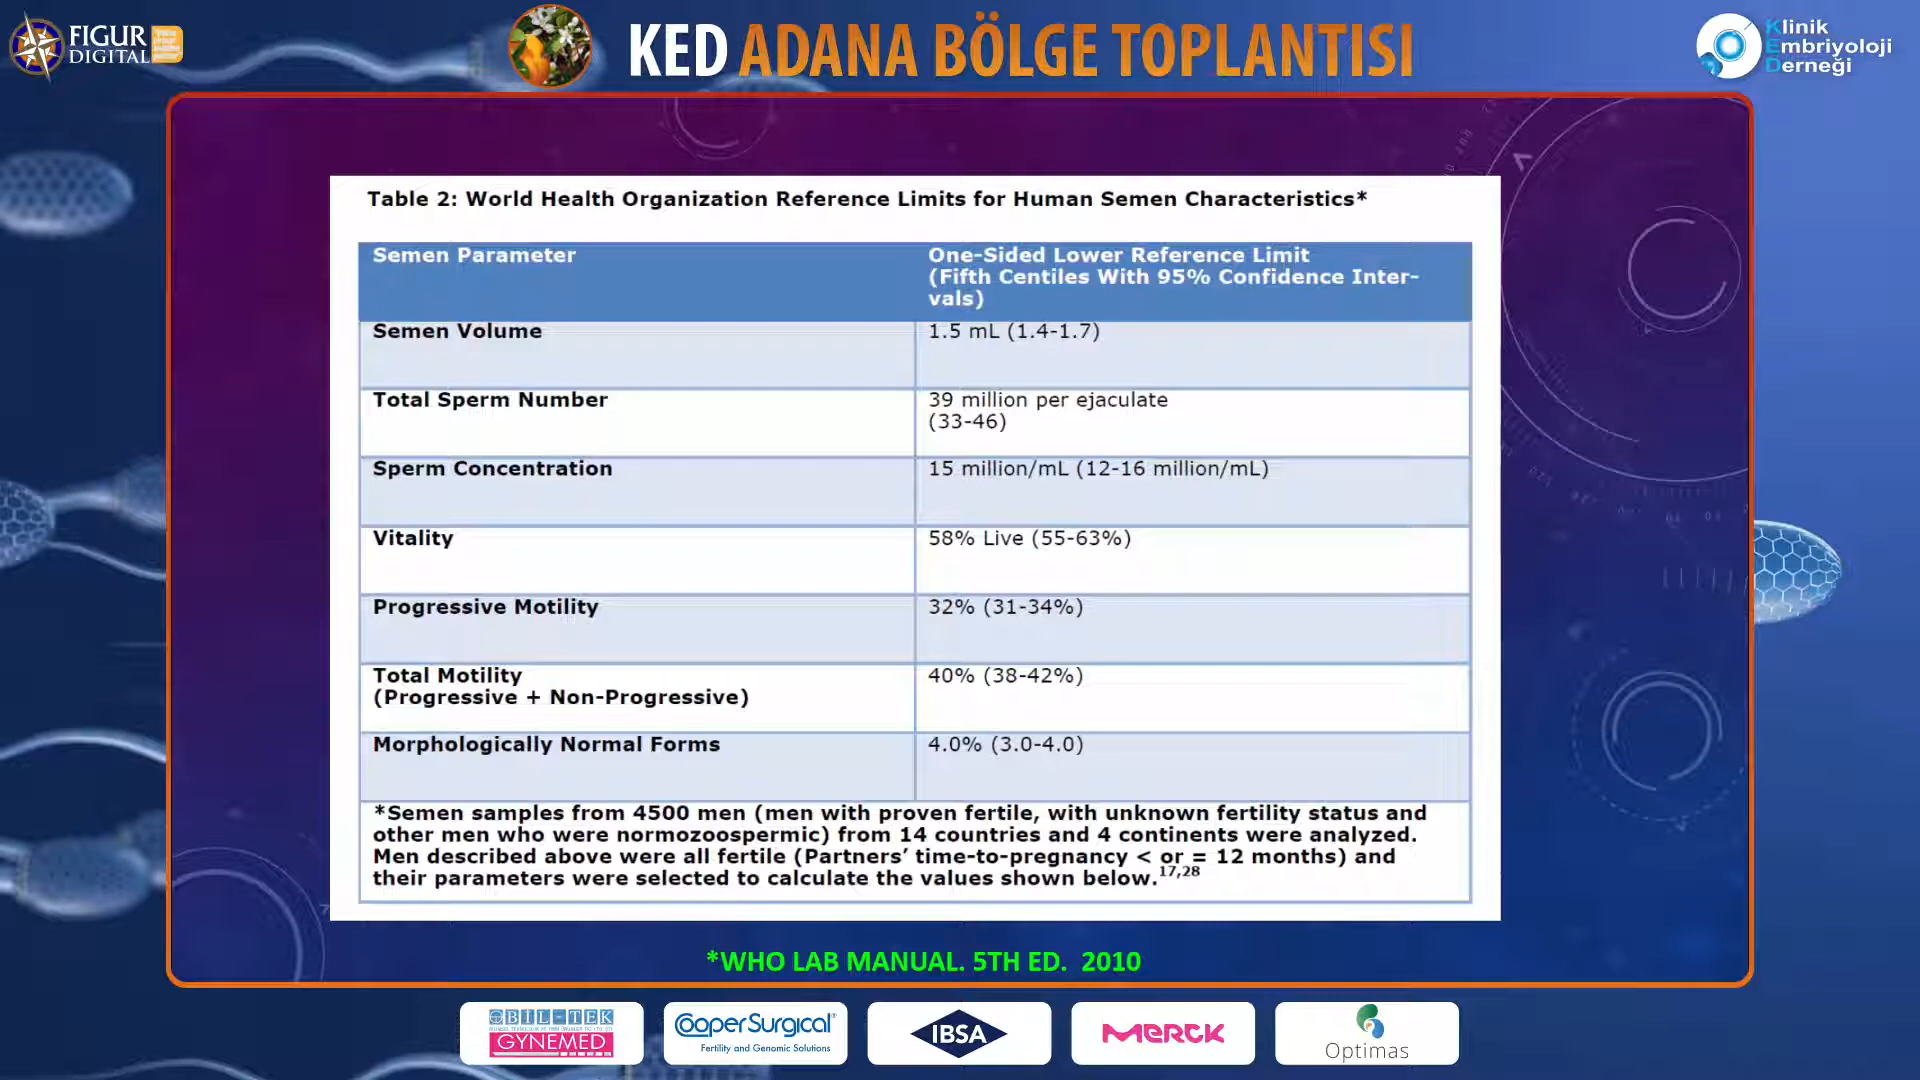 FIGUR
DIGITAL
KED ADANA BÖLGE TOPLANTISI
Klinik
Embriyoloji
Derneği
Table 2: World Health Organization Reference Limits for Human Semen Characteristics*
Semen Parameter
One-Sided Lower Reference Limit
(Fifth Centiles With 95% Confidence Inter-
vals)
Semen Volume
1.5 mL (1.4-1.7)
Total Sperm Number
39 million per ejaculate
(33-46)
Sperm Concentration
15 million/mL (12-16 million/mL)
Vitality
58% Live (55-63%)
Progressive Motility
32% (31-34%)
Total Motility
(Progressive + Non-Progressive)
40% (38-42%)
Morphologically Normal Forms
4.0% (3.0-4.0)
*Semen samples from 4500 men (men with proven fertile, with unknown fertility status and
other men who were normozoospermic) from 14 countries and 4 continents were analyzed.
Men described above were all fertile (Partners’ time-to-pregnancy < or = 12 months) and
their parameters were selected to calculate the values shown below.17,28
*WHO LAB MANUAL. 5TH ED. 2010
BIL-TEK
GYNEMED
CooperSurgical®
Fertility and Genomic Solutions
IBSA
MERCK
Optimas